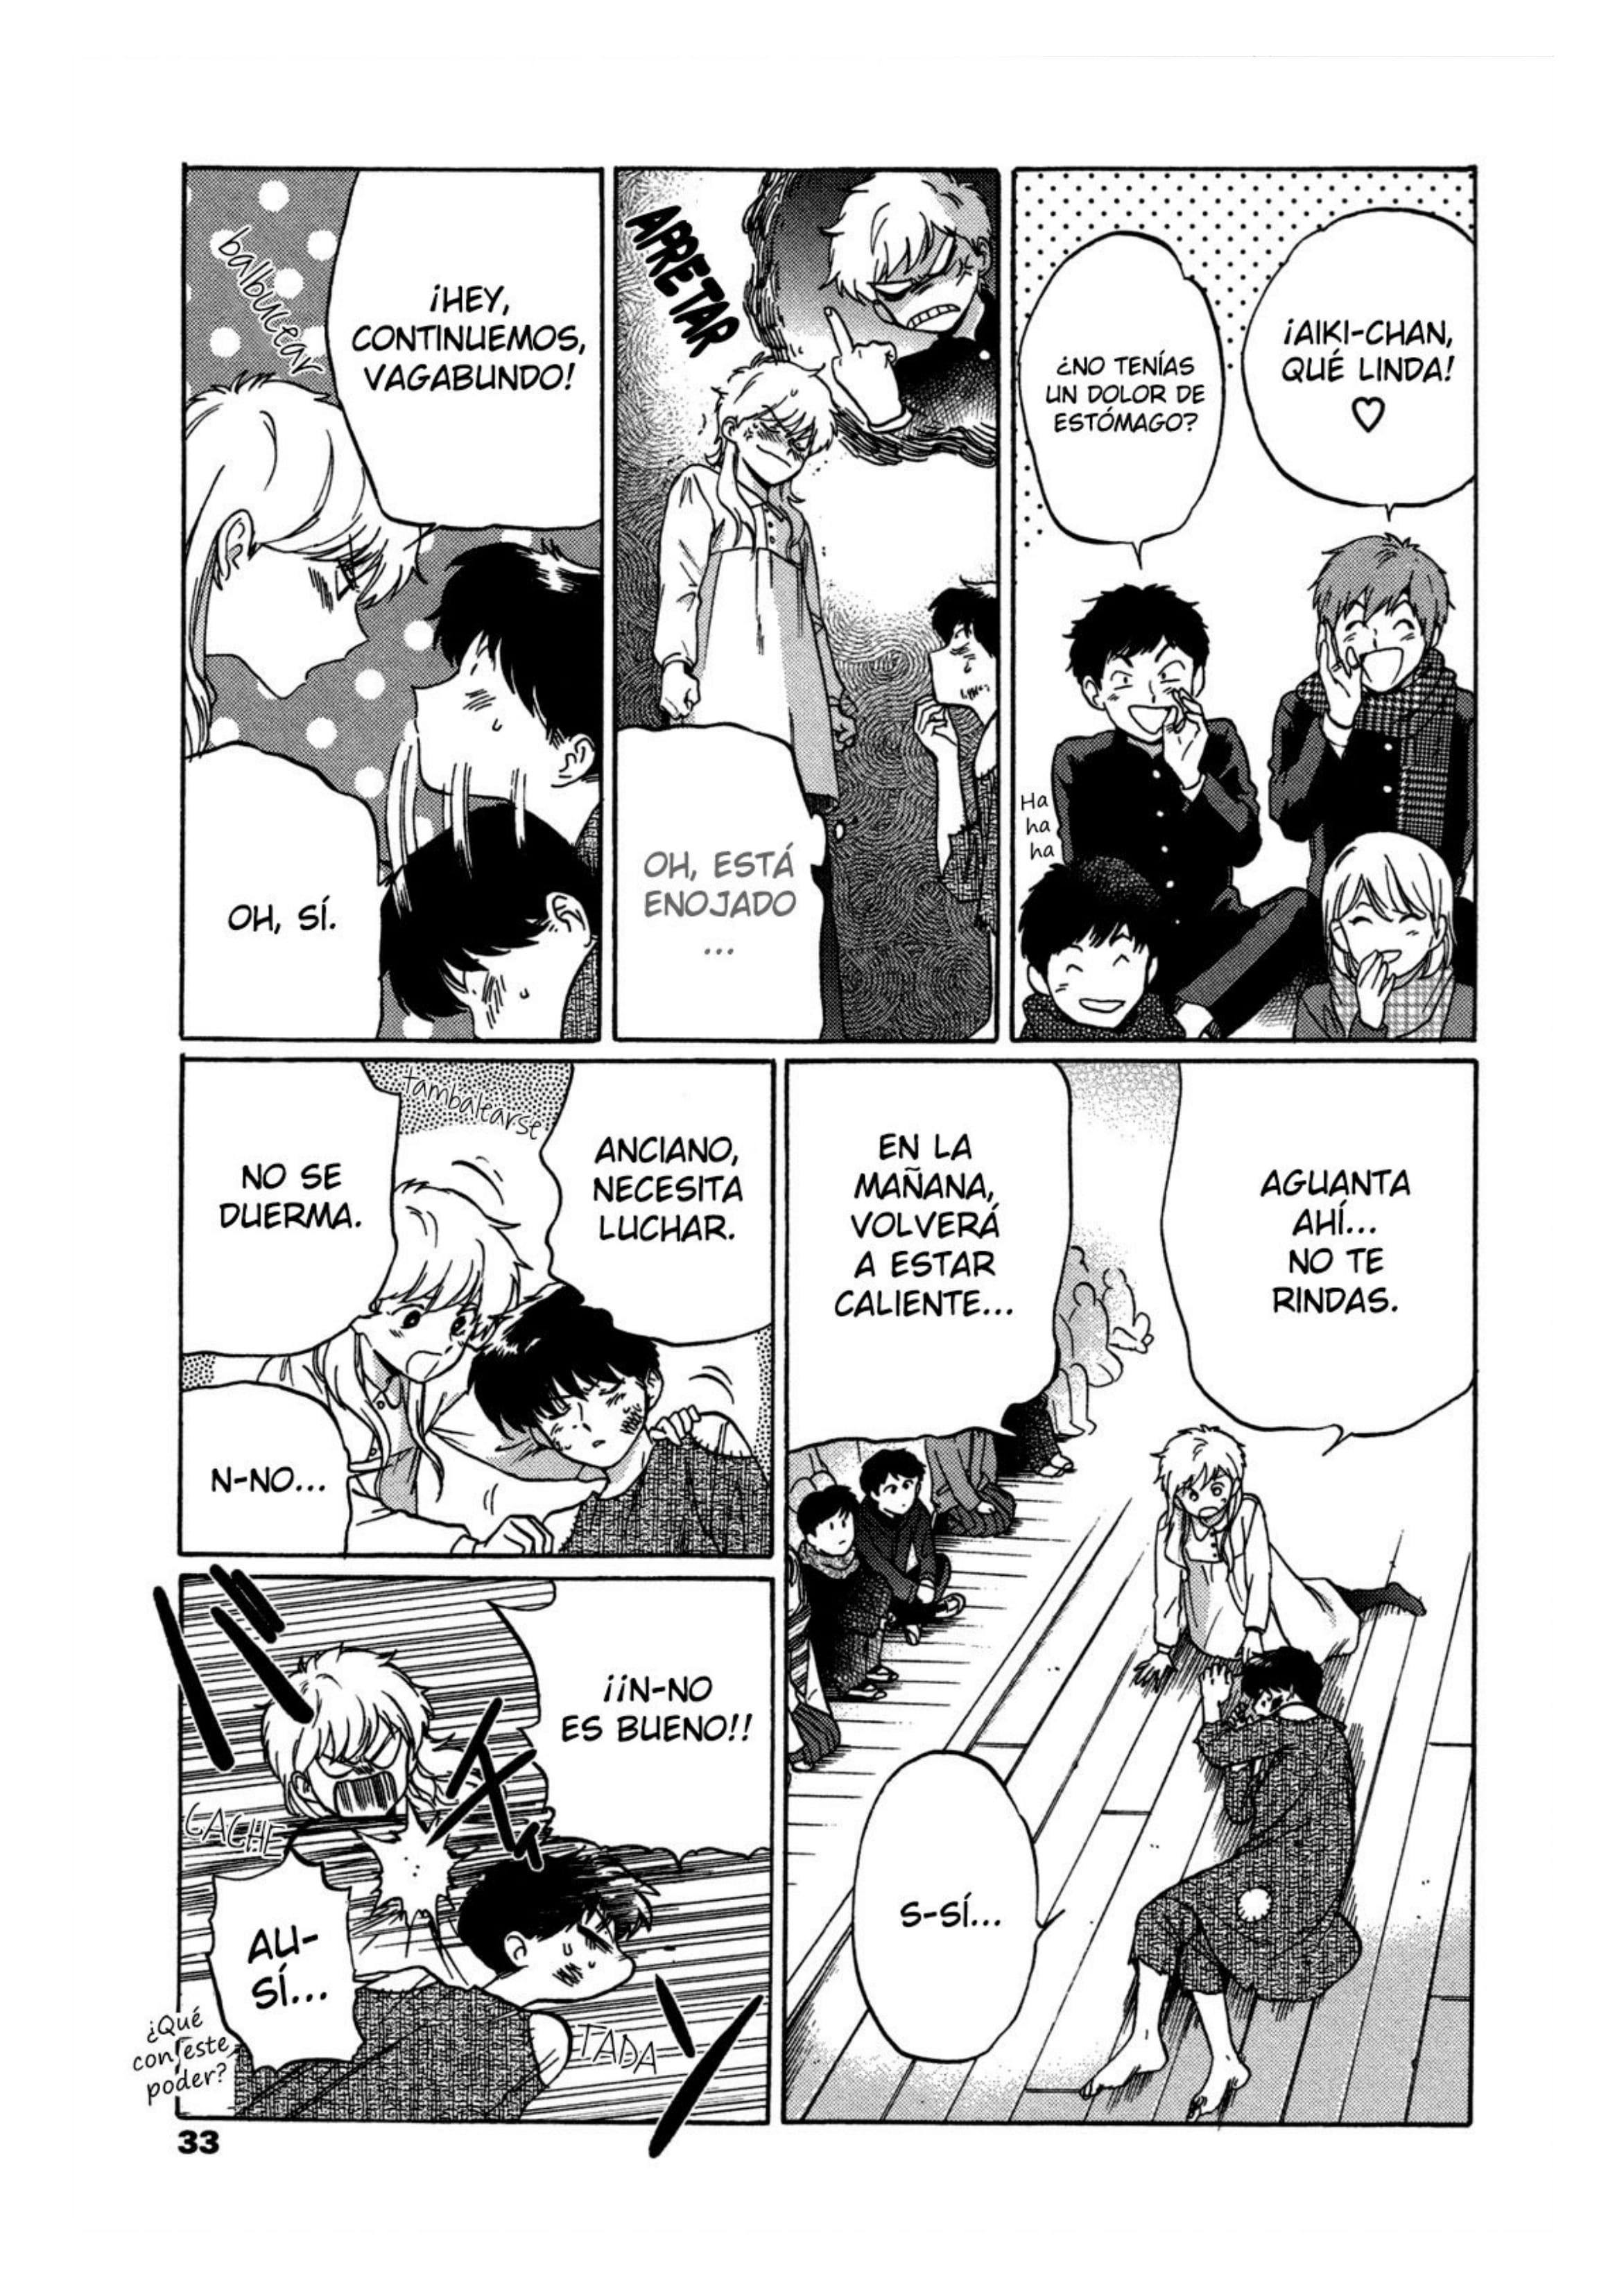 ¡AIKI-CHAN,
QUÉ LINDA!
♡
¿NO TENÍAS
UN DOLOR DE
ESTÓMAGO?
Ha
ha
ha
APRETAR
OH, ESTÁ
ENOJADO
...
balbucear
¡HEY,
CONTINUEMOS,
VAGABUNDO!
OH, SÍ.
AGUANTA
AHÍ...
NO TE
RINDAS.
EN LA
MAÑANA,
VOLVERÁ
A ESTAR
CALIENTE...
S-SÍ...
tambalearse
ANCIANO,
NECESITA
LUCHAR.
NO SE
DUERMA.
N-NO...
¡¡N-NO
ES BUENO!!
CACHE
AU-
SÍ...
TADA
¿Qué
con este
poder?
33